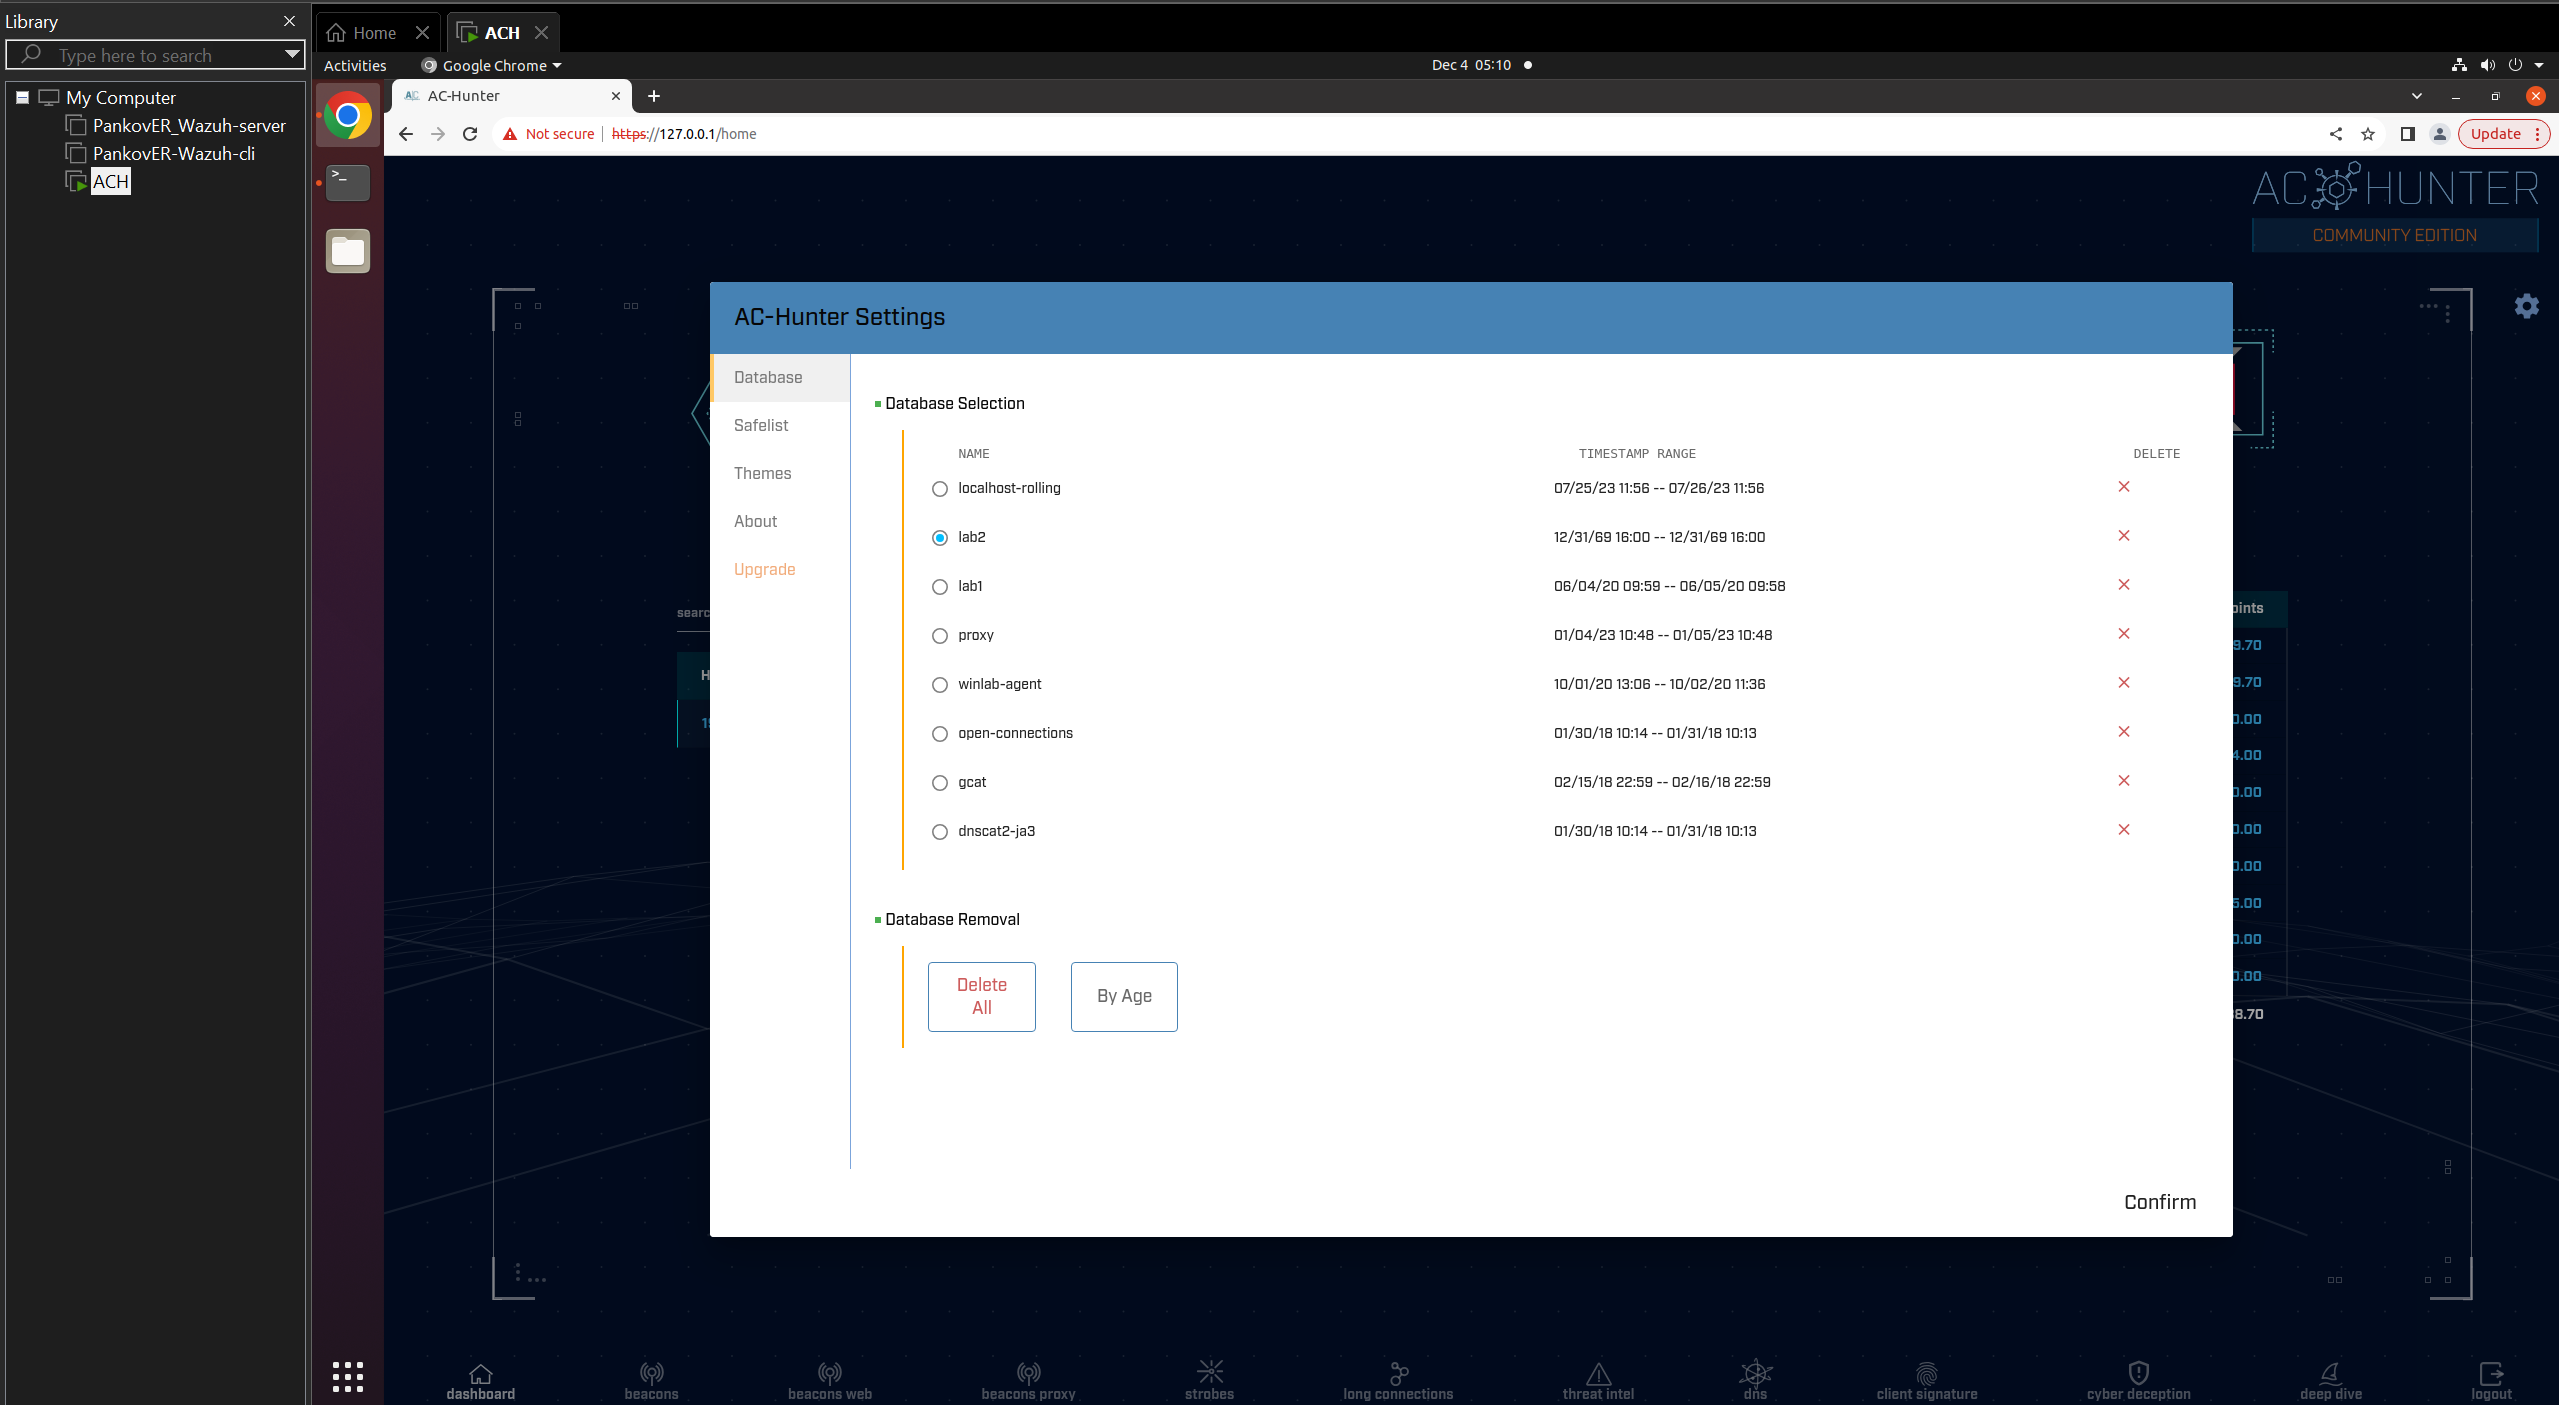 Library
Type here to search
My Computer
PankovER_Wazuh-server
PankovER-Wazuh-cli
ACH
Home
ACH
Activities
Google Chrome
Dec 4 05:10
AC-Hunter
Not secure
https://127.0.0.1/home
Update
AC HUNTER
COMMUNITY EDITION
AC-Hunter Settings
Database
Safelist
Themes
About
Upgrade
Database Selection
NAME TIMESTAMP RANGE DELETE
localhost-rolling 07/25/23 11:56 -- 07/26/23 11:56
lab2 12/31/69 16:00 -- 12/31/69 16:00
lab1 06/04/20 09:59 -- 06/05/20 09:58
proxy 01/04/23 10:48 -- 01/05/23 10:48
winlab-agent 10/01/20 13:06 -- 10/02/20 11:36
open-connections 01/30/18 10:14 -- 01/31/18 10:13
gcat 02/15/18 22:59 -- 02/16/18 22:59
dnscat2-ja3 01/30/18 10:14 -- 01/31/18 10:13
Database Removal
Delete All
By Age
Confirm
dashboard
beacons
beacons web
beacons proxy
strobes
long connections
threat intel
dns
client signature
cyber deception
deep dive
logout